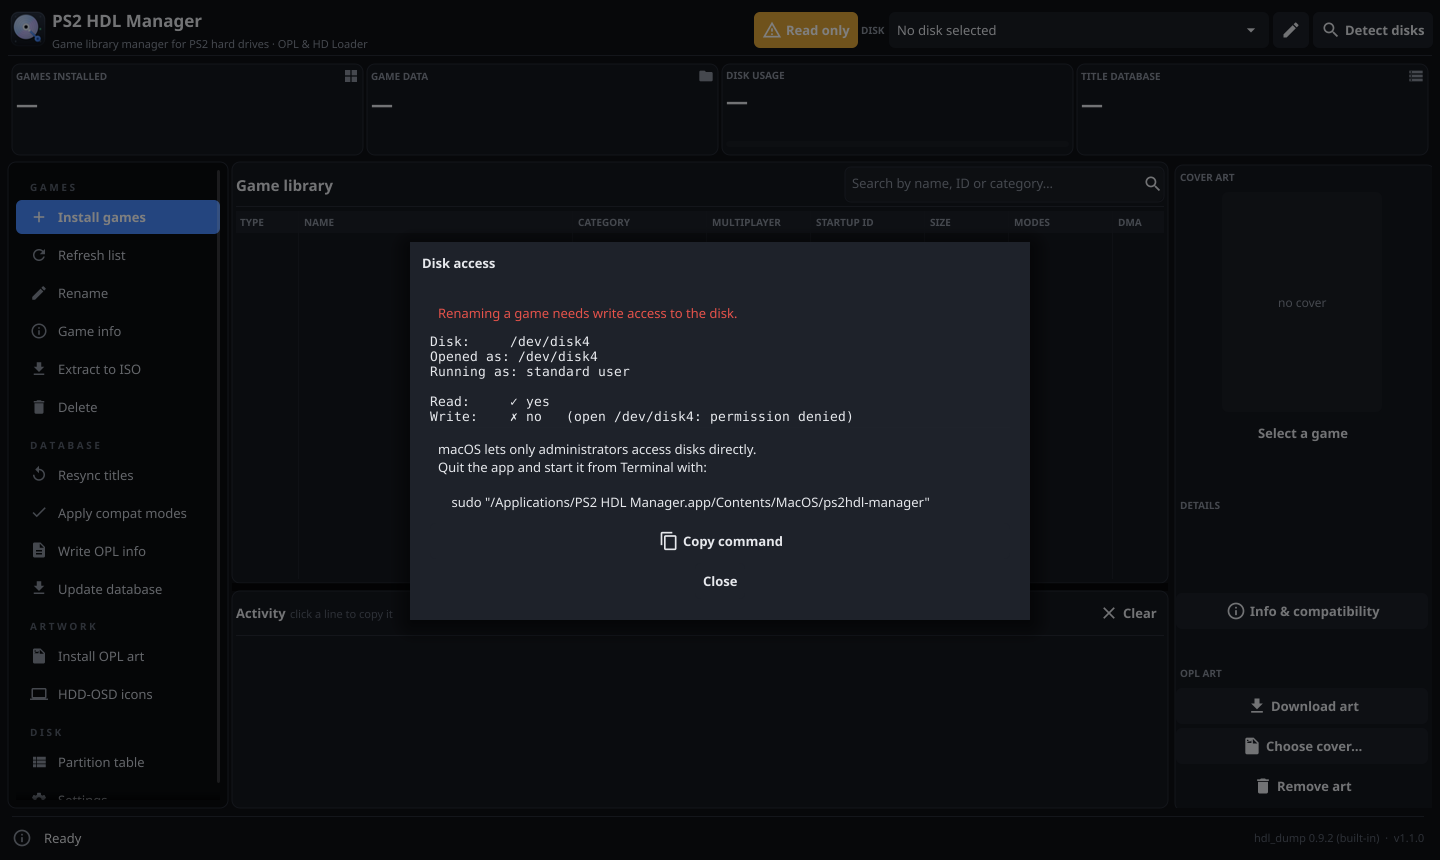 PS2 HDL Manager
Game library manager for PS2 hard drives · OPL & HD Loader
Read only
DISK
No disk selected
Detect disks
GAMES INSTALLED
—
GAME DATA
—
DISK USAGE
—
TITLE DATABASE
—
GAMES
Install games
Refresh list
Rename
Game info
Extract to ISO
Delete
DATABASE
Resync titles
Apply compat modes
Write OPL info
Update database
ARTWORK
Install OPL art
HDD-OSD icons
DISK
Partition table
Settings
Game library
Search by name, ID or category...
TYPE NAME CATEGORY MULTIPLAYER STARTUP ID SIZE MODES DMA
Disk access
Renaming a game needs write access to the disk.
Disk:     /dev/disk4
Opened as: /dev/disk4
Running as: standard user
Read:     ✓ yes
Write:    ✗ no   (open /dev/disk4: permission denied)
macOS lets only administrators access disks directly.
Quit the app and start it from Terminal with:
sudo "/Applications/PS2 HDL Manager.app/Contents/MacOS/ps2hdl-manager"
Copy command
Close
Activity click a line to copy it
Clear
COVER ART
no cover
Select a game
DETAILS
Info & compatibility
OPL ART
Download art
Choose cover...
Remove art
Ready
hdl_dump 0.9.2 (built-in) · v1.1.0